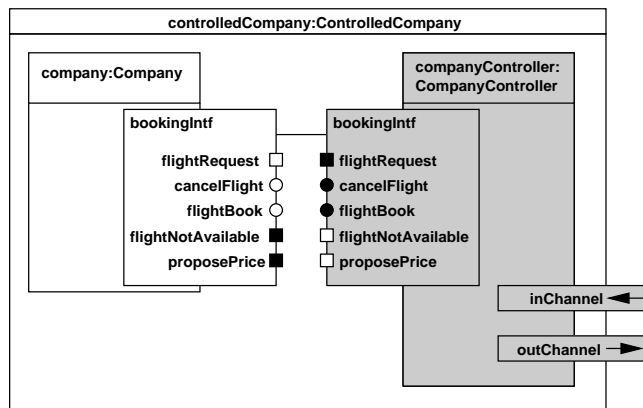 controlledCompany:ControlledCompany
company:Company
companyController:
CompanyController
bookingIntf
flightRequest
cancelFlight
flightBook
flightNotAvailable
proposePrice
bookingIntf
flightRequest
cancelFlight
flightBook
flightNotAvailable
proposePrice
inChannel
outChannel